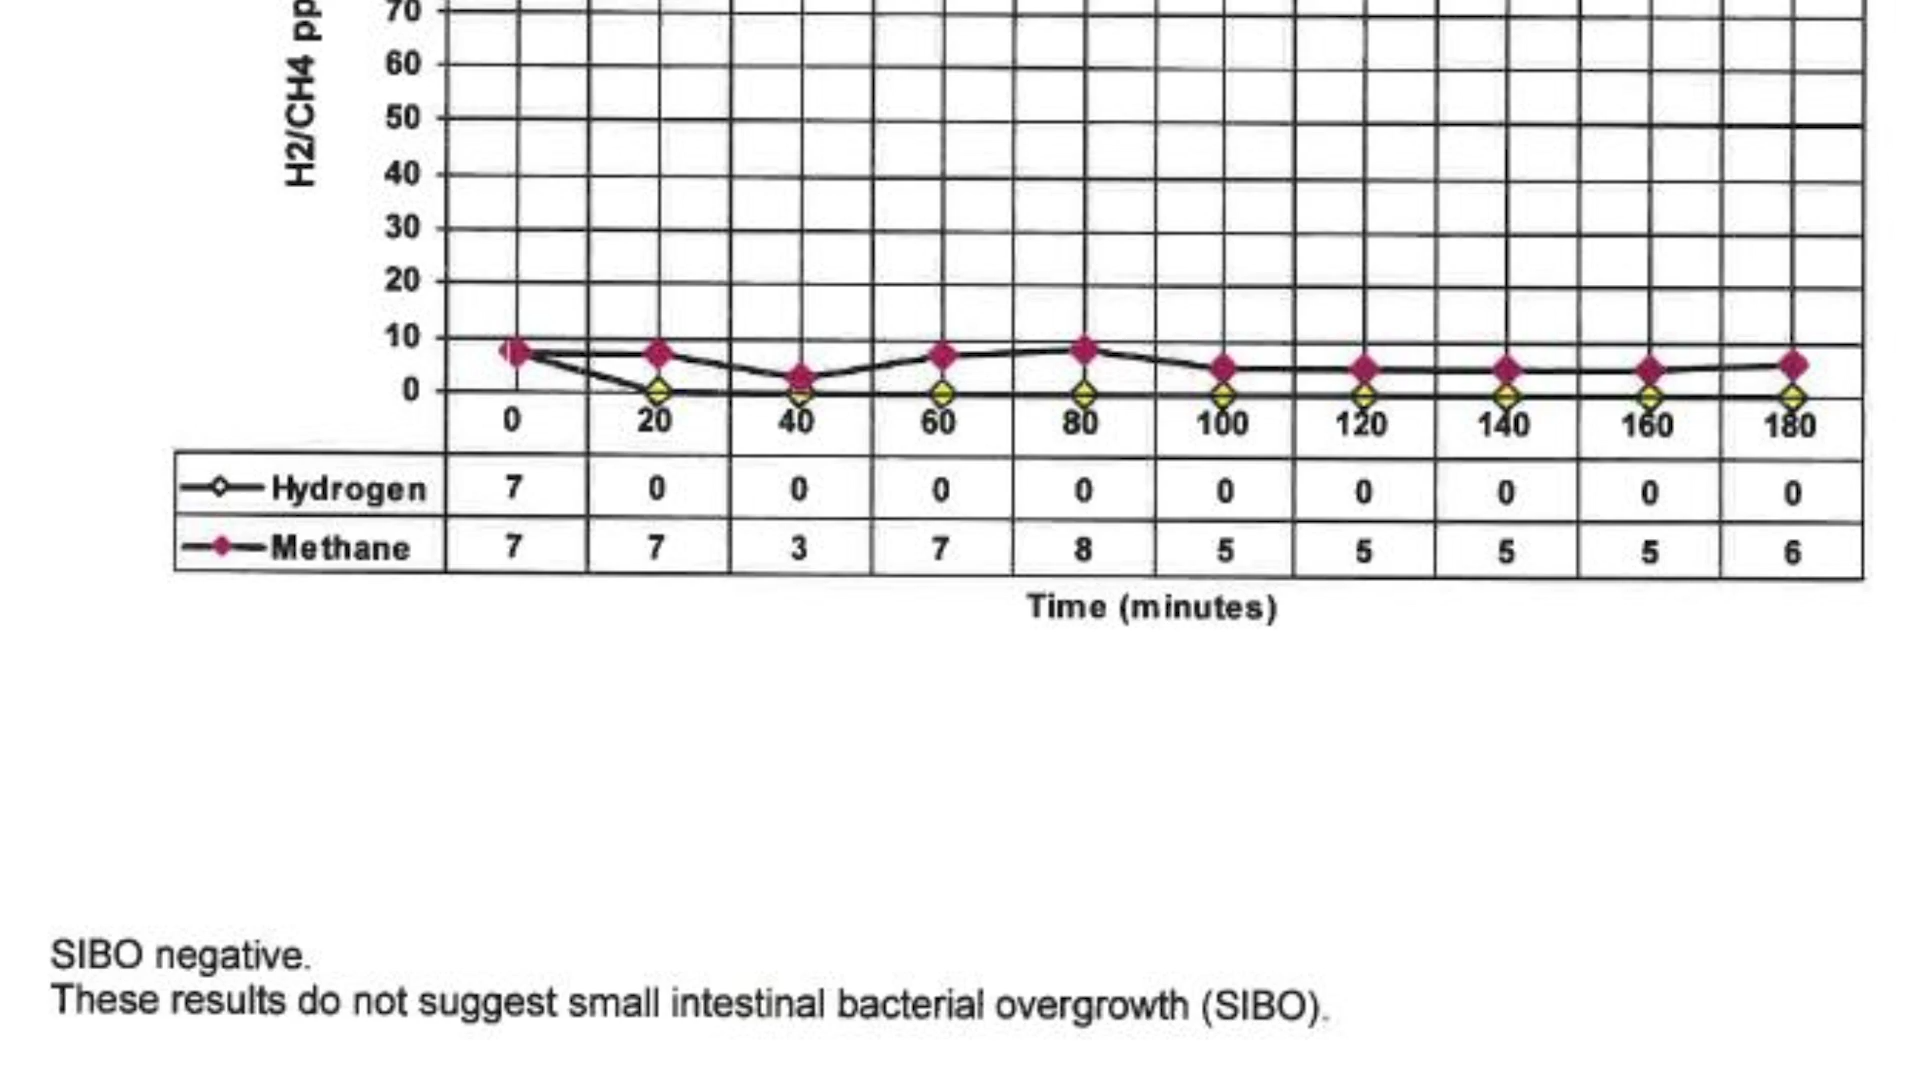 H2/CH4 pp
70
60
50
40
30
20
10
0
0 20 40 60 80 100 120 140 160 180
Hydrogen 7 0 0 0 0 0 0 0 0 0
Methane 7 7 3 7 8 5 5 5 5 6
Time (minutes)
SIBO negative.
These results do not suggest small intestinal bacterial overgrowth (SIBO).